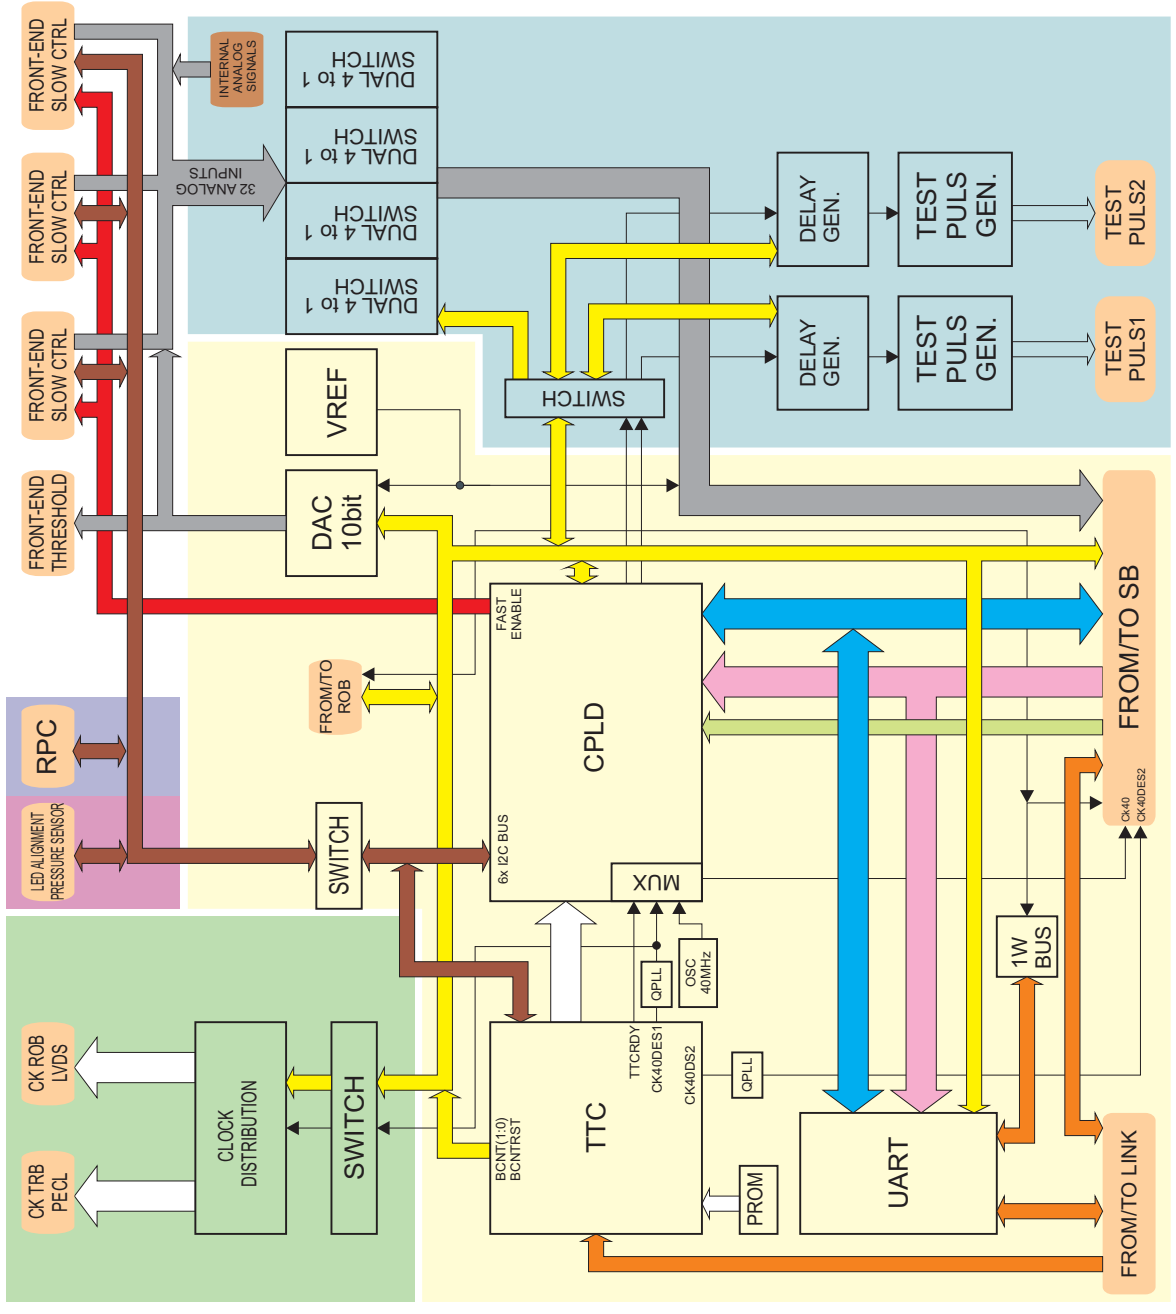 FRONT-END
SLOW CTRL
FRONT-END
SLOW CTRL
FRONT-END
SLOW CTRL
FRONT-END
THRESHOLD
RPC
LED ALIGNMENT
PRESSURE SENSOR
CK ROB
LVDS
CK TRB
PECL
INTERNAL
ANALOG
SIGNALS
32 ANALOG
INPUTS
DUAL 4 to 1
SWITCH
DUAL 4 to 1
SWITCH
DUAL 4 to 1
SWITCH
DUAL 4 to 1
SWITCH
VREF
DAC
10bit
FROM/TO
ROB
SWITCH
CLOCK
DISTRIBUTION
SWITCH
SWITCH
FAST
ENABLE
CPLD
6x I2C BUS
MUX
OSC
40MHz
QPLL
TTCRDY
CK40DES1
CK40DS2
TTC
BCNT(1:0)
BCNTRST
QPLL
PROM
DELAY
GEN.
TEST
PULS
GEN.
TEST
PULS2
DELAY
GEN.
TEST
PULS
GEN.
TEST
PULS1
UART
1W
BUS
FROM/TO SB
Ck40
CK40DES2
FROM/TO LINK